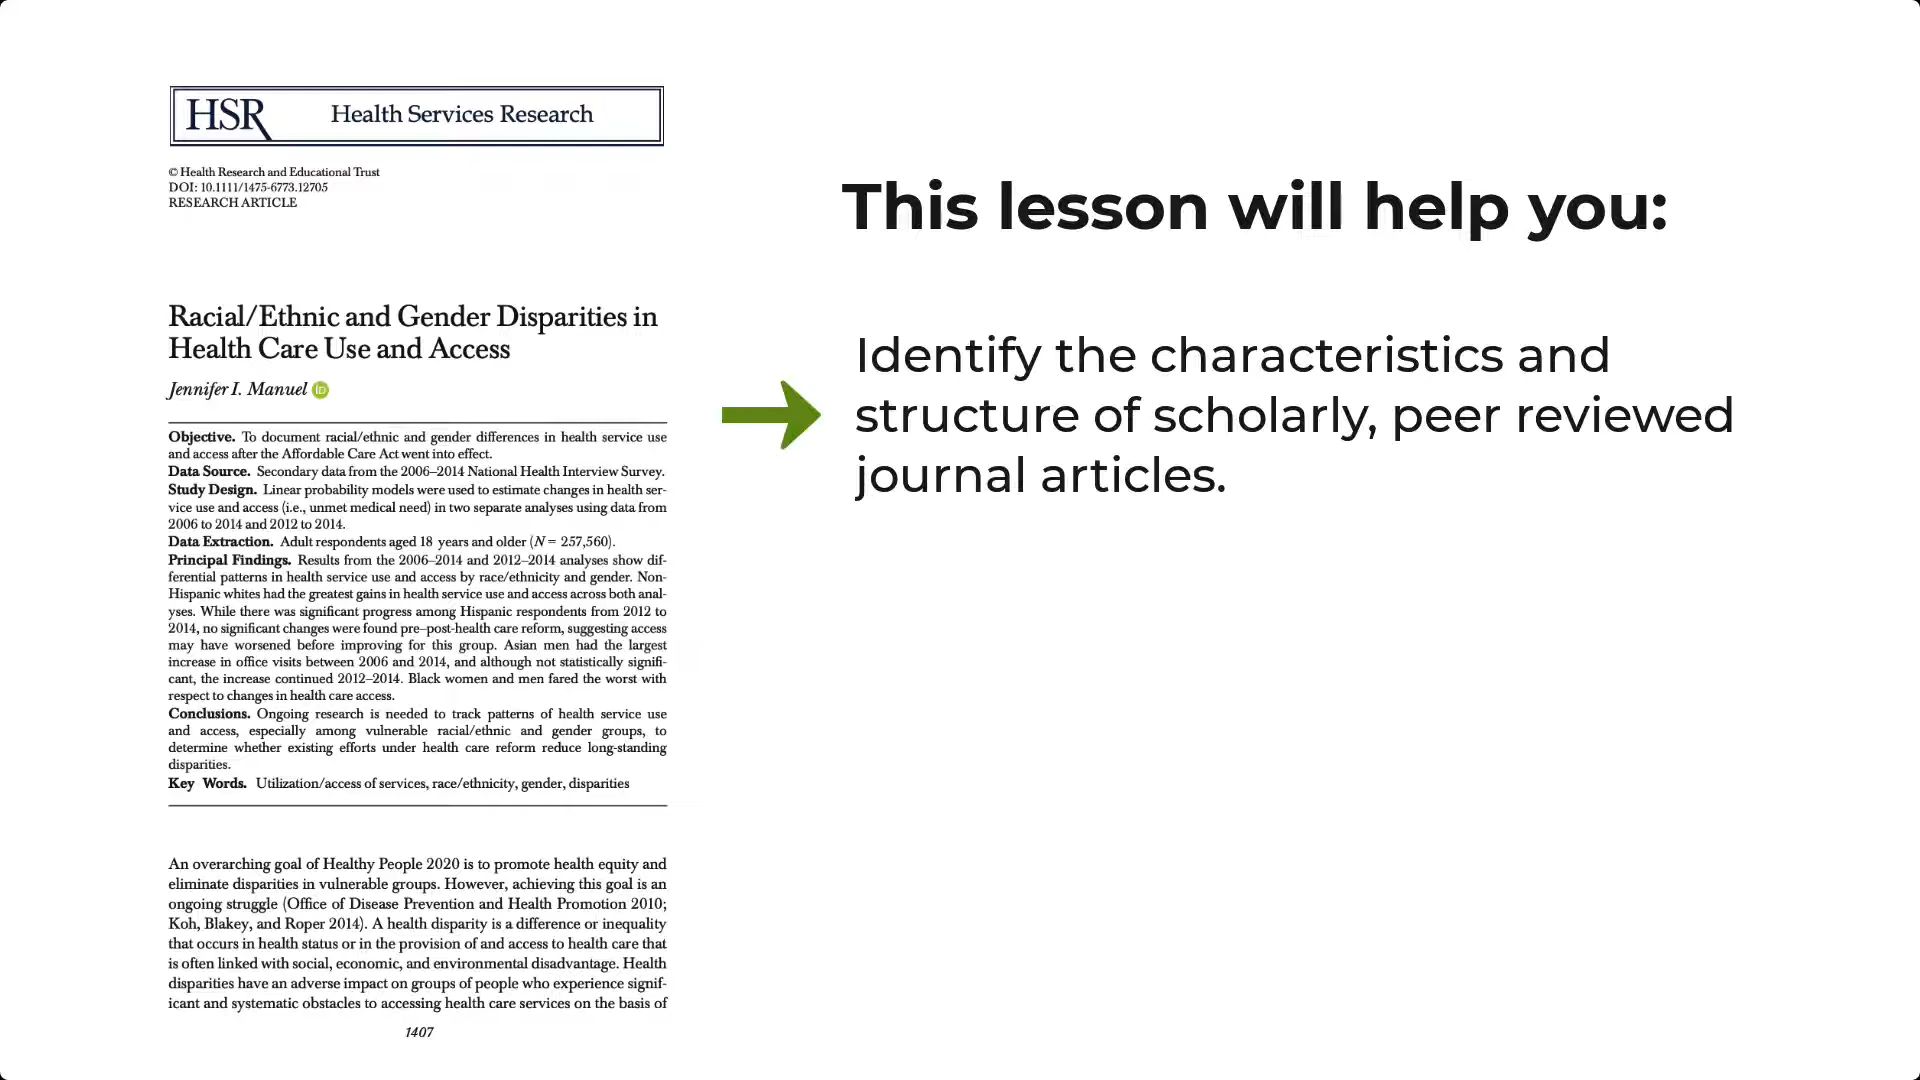 HSR Health Services Research
© Health Research and Educational Trust
DOI: 10.1111/1475-6773.12705
RESEARCH ARTICLE
Racial/Ethnic and Gender Disparities in
Health Care Use and Access
Jennifer I. Manuel iD
Objective. To document racial/ethnic and gender differences in health service use
and access after the Affordable Care Act went into effect.
Data Source. Secondary data from the 2006–2014 National Health Interview Survey.
Study Design. Linear probability models were used to estimate changes in health ser-
vice use and access (i.e., unmet medical need) in two separate analyses using data from
2006 to 2014 and 2012 to 2014.
Data Extraction. Adult respondents aged 18 years and older (N = 257,560).
Principal Findings. Results from the 2006–2014 and 2012–2014 analyses show dif-
ferential patterns in health service use and access by race/ethnicity and gender. Non-
Hispanic whites had the greatest gains in health service use and access across both anal-
yses. While there was significant progress among Hispanic respondents from 2012 to
2014, no significant changes were found pre–post-health care reform, suggesting access
may have worsened before improving for this group. Asian men had the largest
increase in office visits between 2006 and 2014, and although not statistically signifi-
cant, the increase continued 2012–2014. Black women and men fared the worst with
respect to changes in health care access.
Conclusions. Ongoing research is needed to track patterns of health service use
and access, especially among vulnerable racial/ethnic and gender groups, to
determine whether existing efforts under health care reform reduce long-standing
disparities.
Key Words. Utilization/access of services, race/ethnicity, gender, disparities
An overarching goal of Healthy People 2020 is to promote health equity and
eliminate disparities in vulnerable groups. However, achieving this goal is an
ongoing struggle (Office of Disease Prevention and Health Promotion 2010;
Koh, Blakey, and Roper 2014). A health disparity is a difference or inequality
that occurs in health status or in the provision of and access to health care that
is often linked with social, economic, and environmental disadvantage. Health
disparities have an adverse impact on groups of people who experience signif-
icant and systematic obstacles to accessing health care services on the basis of
1407
This lesson will help you:
Identify the characteristics and
structure of scholarly, peer reviewed
journal articles.